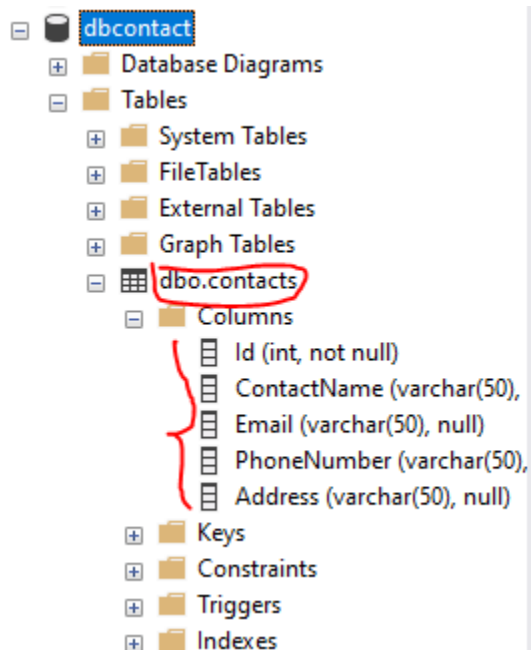 dbcontact
Database Diagrams
Tables
System Tables
FileTables
External Tables
Graph Tables
dbo.contacts
Columns
Id (int, not null)
ContactName (varchar(50),
Email (varchar(50), null)
PhoneNumber (varchar(50),
Address (varchar(50), null)
Keys
Constraints
Triggers
Indexes